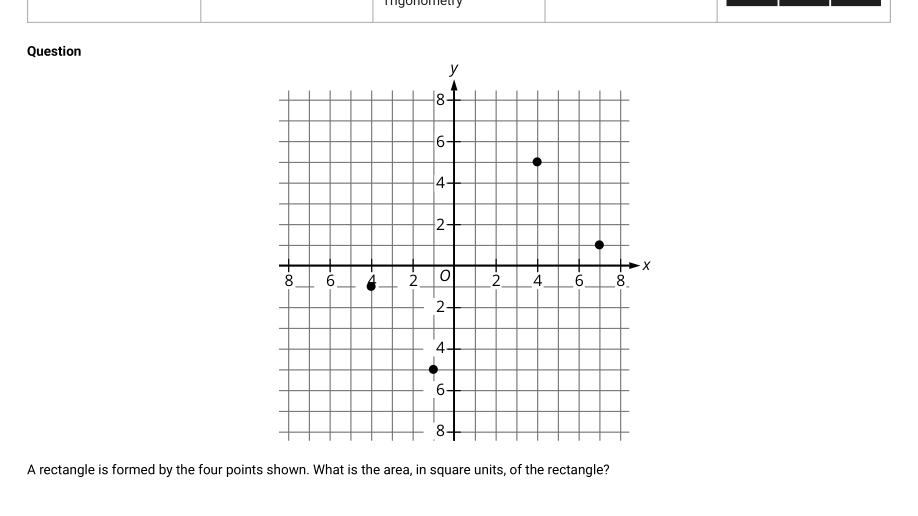 Trigonometry
Question
y
8
6
4
2
8 6 4 2 O 2 4 6 8 x
2
4
6
8
A rectangle is formed by the four points shown. What is the area, in square units, of the rectangle?